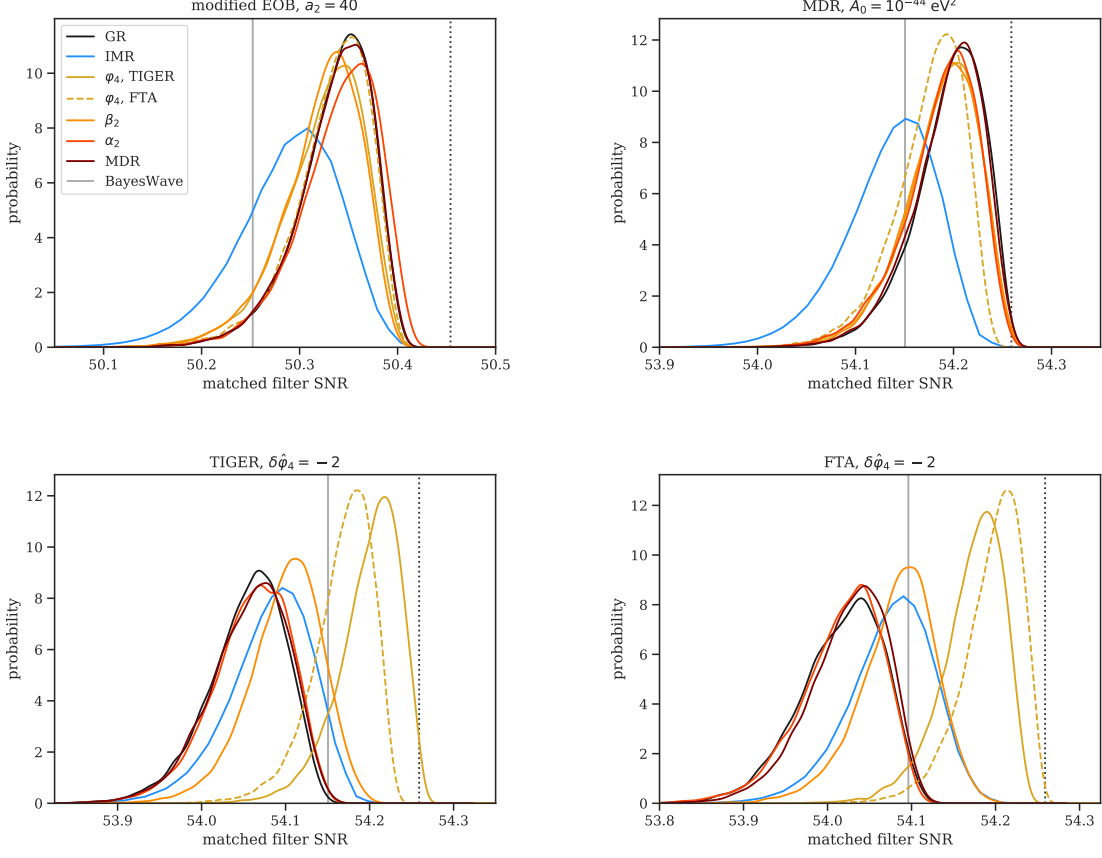 modified EOB, a₂ = 40
GR
IMR
φ₄, TIGER
φ₄, FTA
β₂
α₂
MDR
BayesWave
probability
0
2
4
6
8
10
50.1 50.2 50.3 50.4 50.5
matched filter SNR
MDR, A₀ = 10⁻⁴⁴ eV²
probability
0
2
4
6
8
10
12
53.9 54.0 54.1 54.2 54.3
matched filter SNR
TIGER, δφ̂₄ = −2
probability
0
2
4
6
8
10
12
53.9 54.0 54.1 54.2 54.3
matched filter SNR
FTA, δφ̂₄ = −2
probability
0
2
4
6
8
10
12
53.8 53.9 54.0 54.1 54.2 54.3
matched filter SNR